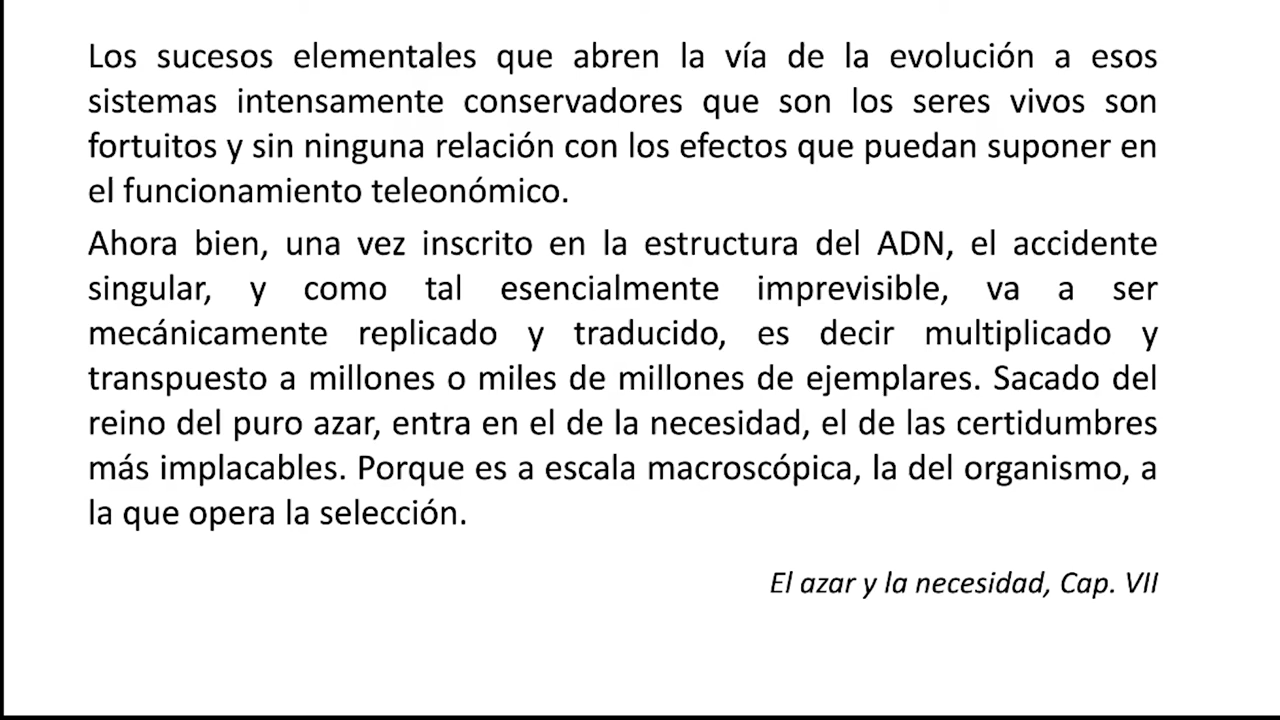 Los sucesos elementales que abren la vía de la evolución a esos
sistemas intensamente conservadores que son los seres vivos son
fortuitos y sin ninguna relación con los efectos que puedan suponer en
el funcionamiento teleonómico.
Ahora bien, una vez inscrito en la estructura del ADN, el accidente
singular, y como tal esencialmente imprevisible, va a ser
mecánicamente replicado y traducido, es decir multiplicado y
transpuesto a millones o miles de millones de ejemplares. Sacado del
reino del puro azar, entra en el de la necesidad, el de las certidumbres
más implacables. Porque es a escala macroscópica, la del organismo, a
la que opera la selección.
El azar y la necesidad, Cap. VII